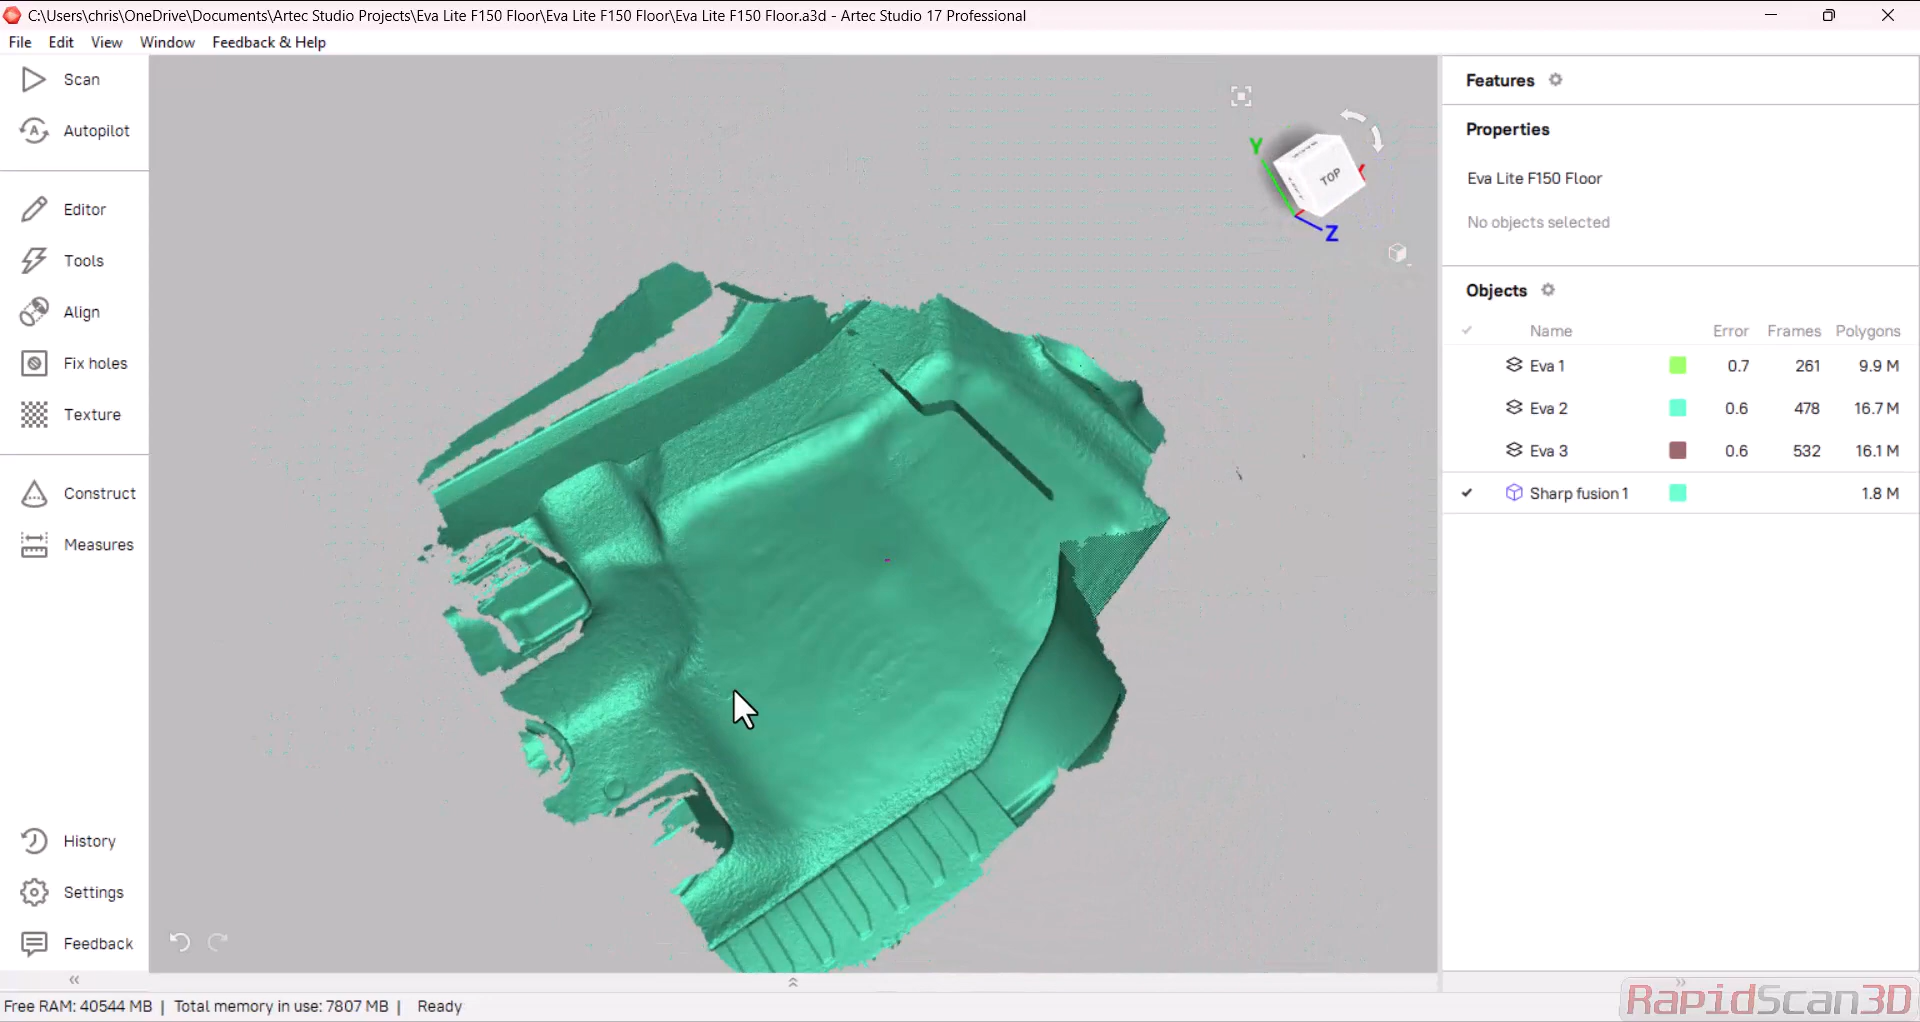 C:\Users\chris\OneDrive\Documents\Artec Studio Projects\Eva Lite F150 Floor\Eva Lite F150 Floor\Eva Lite F150 Floor.a3d - Artec Studio 17 Professional
File Edit View Window Feedback & Help
Scan
Autopilot
Editor
Tools
Align
Fix holes
Texture
Construct
Measures
History
Settings
Feedback
Y
TOP
Z
Features
Properties
Eva Lite F150 Floor
No objects selected
Objects
Name Error Frames Polygons
Eva 1 0.7 261 9.9 M
Eva 2 0.6 478 16.7 M
Eva 3 0.6 532 16.1 M
Sharp fusion 1 1.8 M
Free RAM: 40544 MB | Total memory in use: 7807 MB | Ready
RapidScan3D